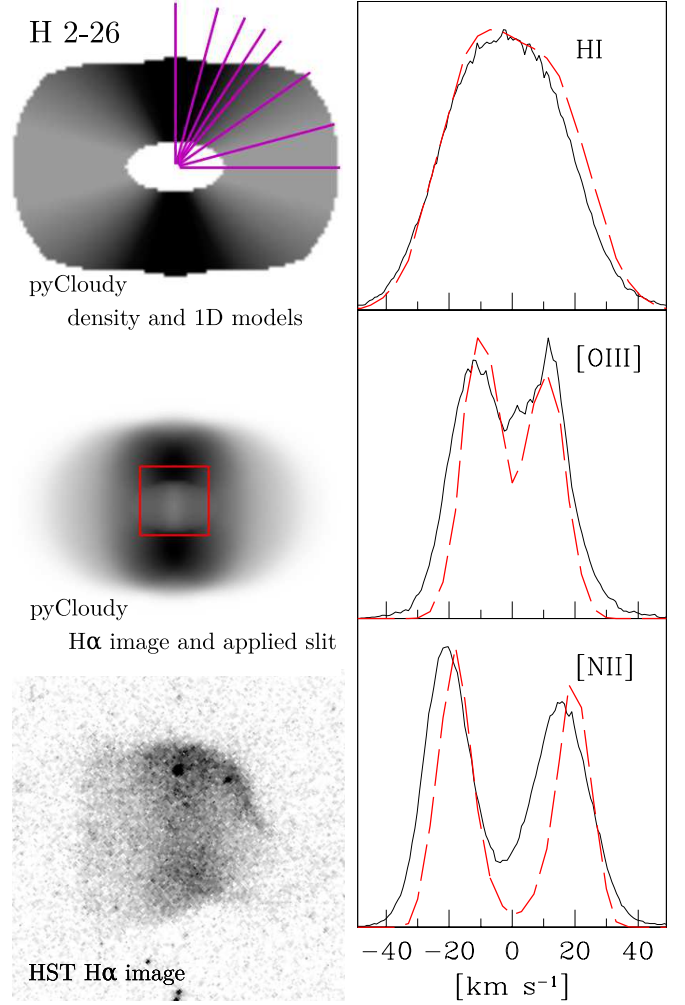 H 2-26
pyCloudy
density and 1D models
pyCloudy
Hα image and applied slit
HST Hα image
HI
[OIII]
[NII]
−40 −20 0 20 40
[km s⁻¹]